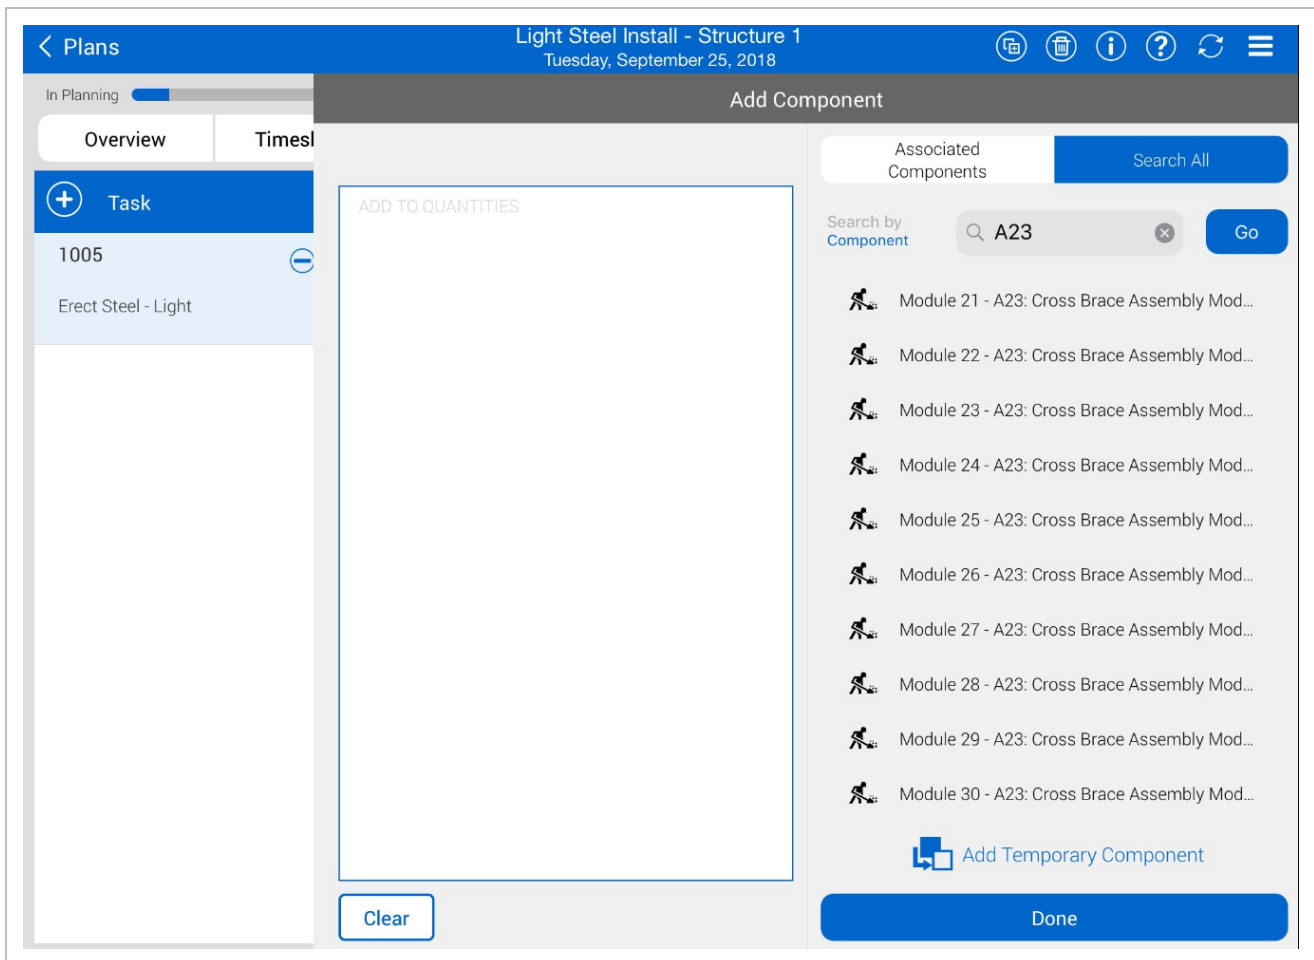 Plans
Light Steel Install - Structure 1
Tuesday, September 25, 2018
In Planning
Add Component
Overview
Timesl
Task
1005
Erect Steel - Light
ADD TO QUANTITIES
Clear
Associated
Components
Search All
Search by
Component
A23
Go
Module 21 - A23: Cross Brace Assembly Mod...
Module 22 - A23: Cross Brace Assembly Mod...
Module 23 - A23: Cross Brace Assembly Mod...
Module 24 - A23: Cross Brace Assembly Mod...
Module 25 - A23: Cross Brace Assembly Mod...
Module 26 - A23: Cross Brace Assembly Mod...
Module 27 - A23: Cross Brace Assembly Mod...
Module 28 - A23: Cross Brace Assembly Mod...
Module 29 - A23: Cross Brace Assembly Mod...
Module 30 - A23: Cross Brace Assembly Mod...
Add Temporary Component
Done